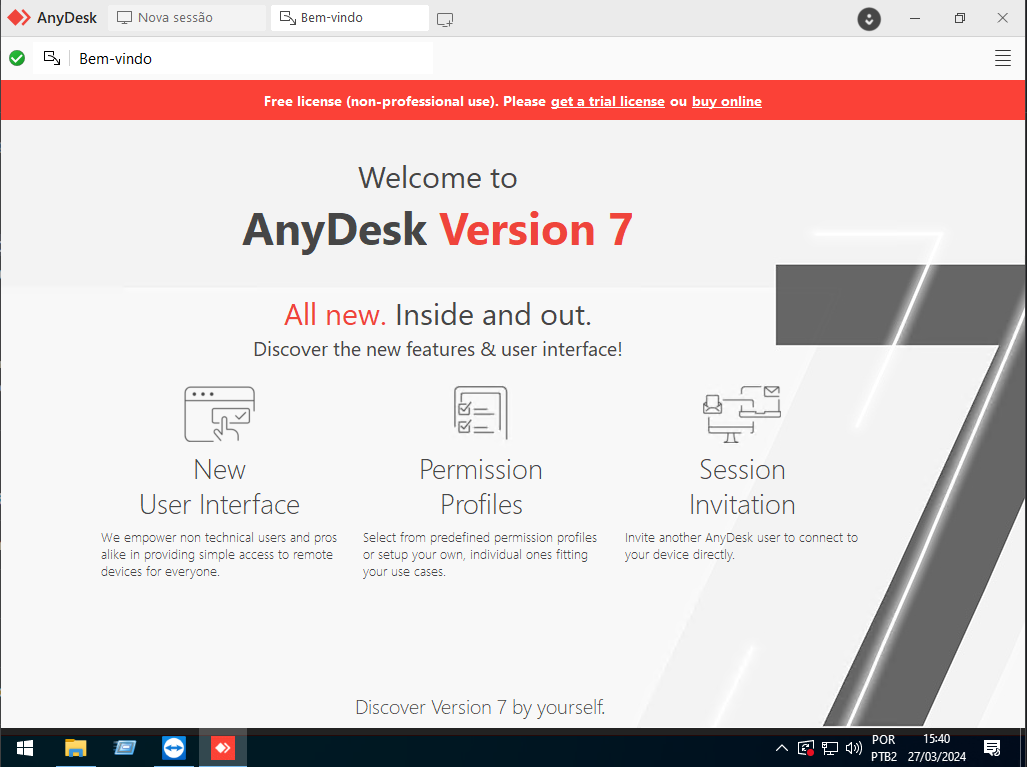 AnyDesk
Nova sessão
Bem-vindo
Bem-vindo
Free license (non-professional use). Please get a trial license ou buy online
Welcome to
AnyDesk Version 7
All new. Inside and out.
Discover the new features & user interface!
New
User Interface
We empower non technical users and pros
alike in providing simple access to remote
devices for everyone.
Permission
Profiles
Select from predefined permission profiles
or setup your own, individual ones fitting
your use cases.
Session
Invitation
Invite another AnyDesk user to connect to
your device directly.
Discover Version 7 by yourself.
POR
PTB2
15:40
27/03/2024